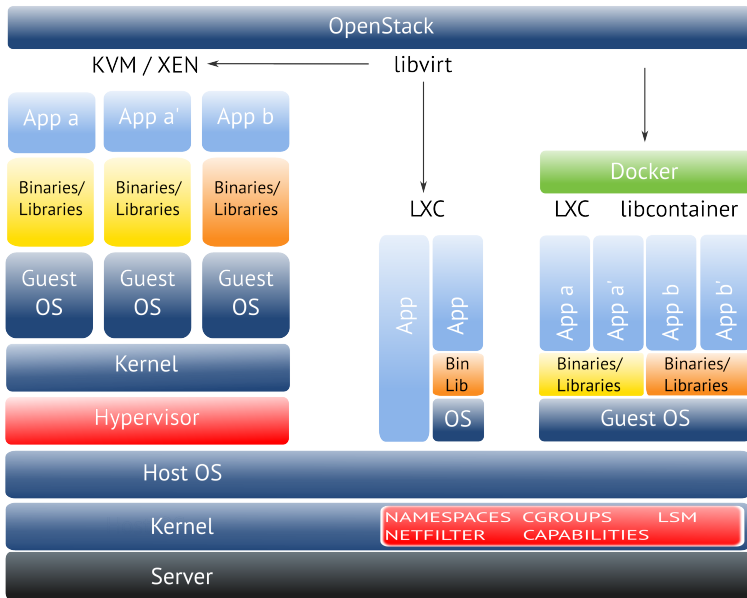 OpenStack
KVM / XEN
libvirt
App a
App a'
App b
Binaries/
Libraries
Binaries/
Libraries
Binaries/
Libraries
Guest
OS
Guest
OS
Guest
OS
Kernel
Hypervisor
LXC
App
App
Bin
Lib
OS
Docker
LXC libcontainer
App a
App a'
App b
App b'
Binaries/
Libraries
Binaries/
Libraries
Guest OS
Host OS
Kernel
NAMESPACES CGROUPS LSM
NETFILTER CAPABILITIES
Server